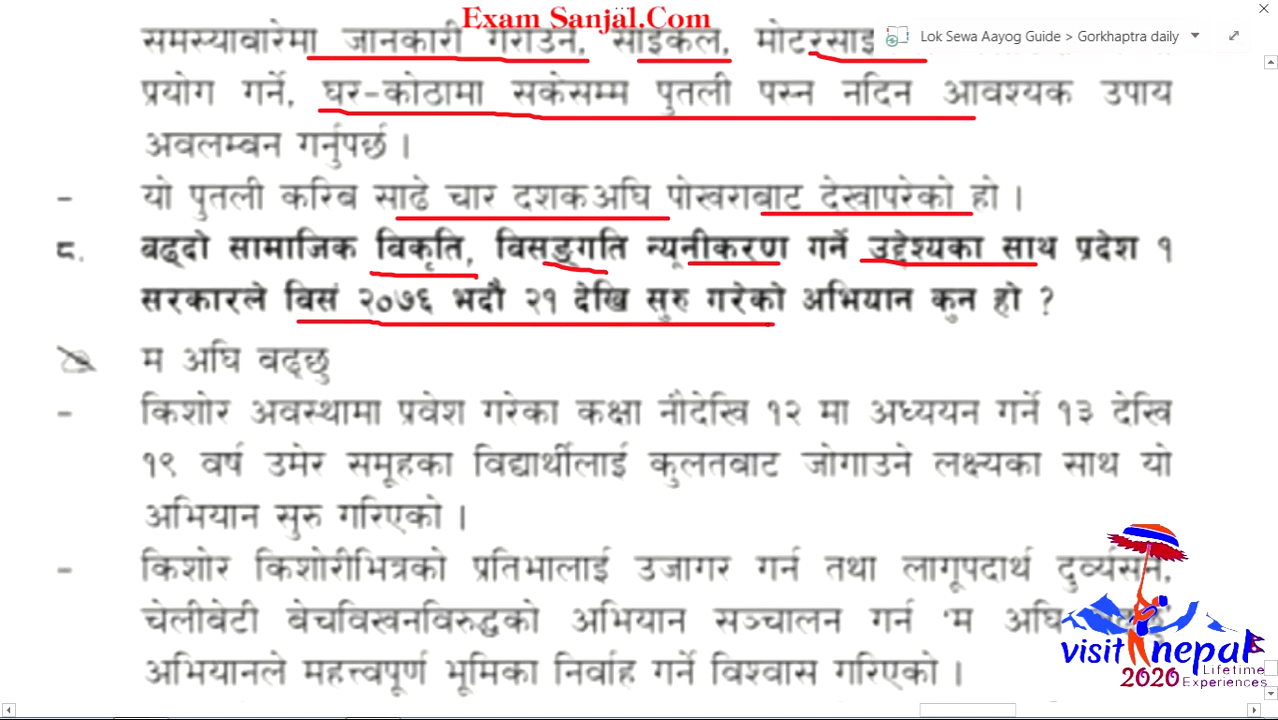 Exam Sanjal.Com
समस्याबारेमा जानकारी गराउने, साइकल, मोटरसाइ
Lok Sewa Aayog Guide > Gorkhaptra daily
प्रयोग गर्ने, घर-कोठामा सकेसम्म पुतली पस्न नदिन आवश्यक उपाय
अवलम्बन गर्नुपर्छ ।
- यो पुतली करिब साढे चार दशकअघि पोखराबाट देखापरेको हो ।
८. बढ्दो सामाजिक विकृति, विसङ्गति न्यूनीकरण गर्ने उद्देश्यका साथ प्रदेश १
सरकारले विसं २०७६ भदौ २१ देखि सुरु गरेको अभियान कुन हो ?
म अघि बढ्छु
- किशोर अवस्थामा प्रवेश गरेका कक्षा नौदेखि १२ मा अध्ययन गर्ने १३ देखि
१९ वर्ष उमेर समूहका विद्यार्थीलाई कुलतबाट जोगाउने लक्ष्यका साथ यो
अभियान सुरु गरिएको ।
- किशोर किशोरीभित्रको प्रतिभालाई उजागर गर्न तथा लागूपदार्थ दुर्व्यसन,
चेलीबेटी बेचविखनविरुद्धको अभियान सञ्चालन गर्न 'म अघि
अभियानले महत्त्वपूर्ण भूमिका निर्वाह गर्ने विश्वास गरिएको ।
visit nepal
2020 Lifetime Experiences